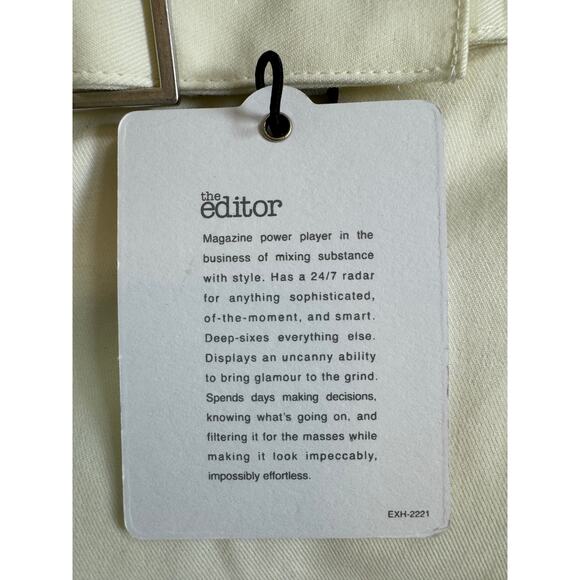 the
editor
Magazine power player in the
business of mixing substance
with style. Has a 24/7 radar
for anything sophisticated,
of-the-moment, and smart.
Deep-sixes everything else.
Displays an uncanny ability
to bring glamour to the grind.
Spends days making decisions,
knowing what's going on, and
filtering it for the masses while
making it look impeccably,
impossibly effortless.
EXH-2221